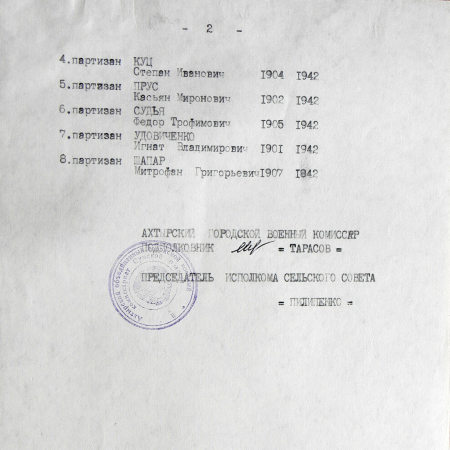 - 2 -
4.партизан КУЦ
Степан Иванович 1904 1942
5.партизан ПРУС
Касьян Миронович 1902 1942
6.партизан СУДЬЯ
Федор Трофимович 1905 1942
7.партизан УДОВИЧЕНКО
Игнат Владимирович 1901 1942
8.партизан ШАПАР
Митрофан Григорьевич 1907 1842
АХТЫРСКИЙ ГОРОДСКОЙ ВОЕННЫЙ КОМИССАР
ПОДПОЛКОВНИК = ТАРАСОВ =
ПРЕДСЕДАТЕЛЬ ИСПОЛКОМА СЕЛЬСКОГО СОВЕТА
= ПИЛИПЕНКО =